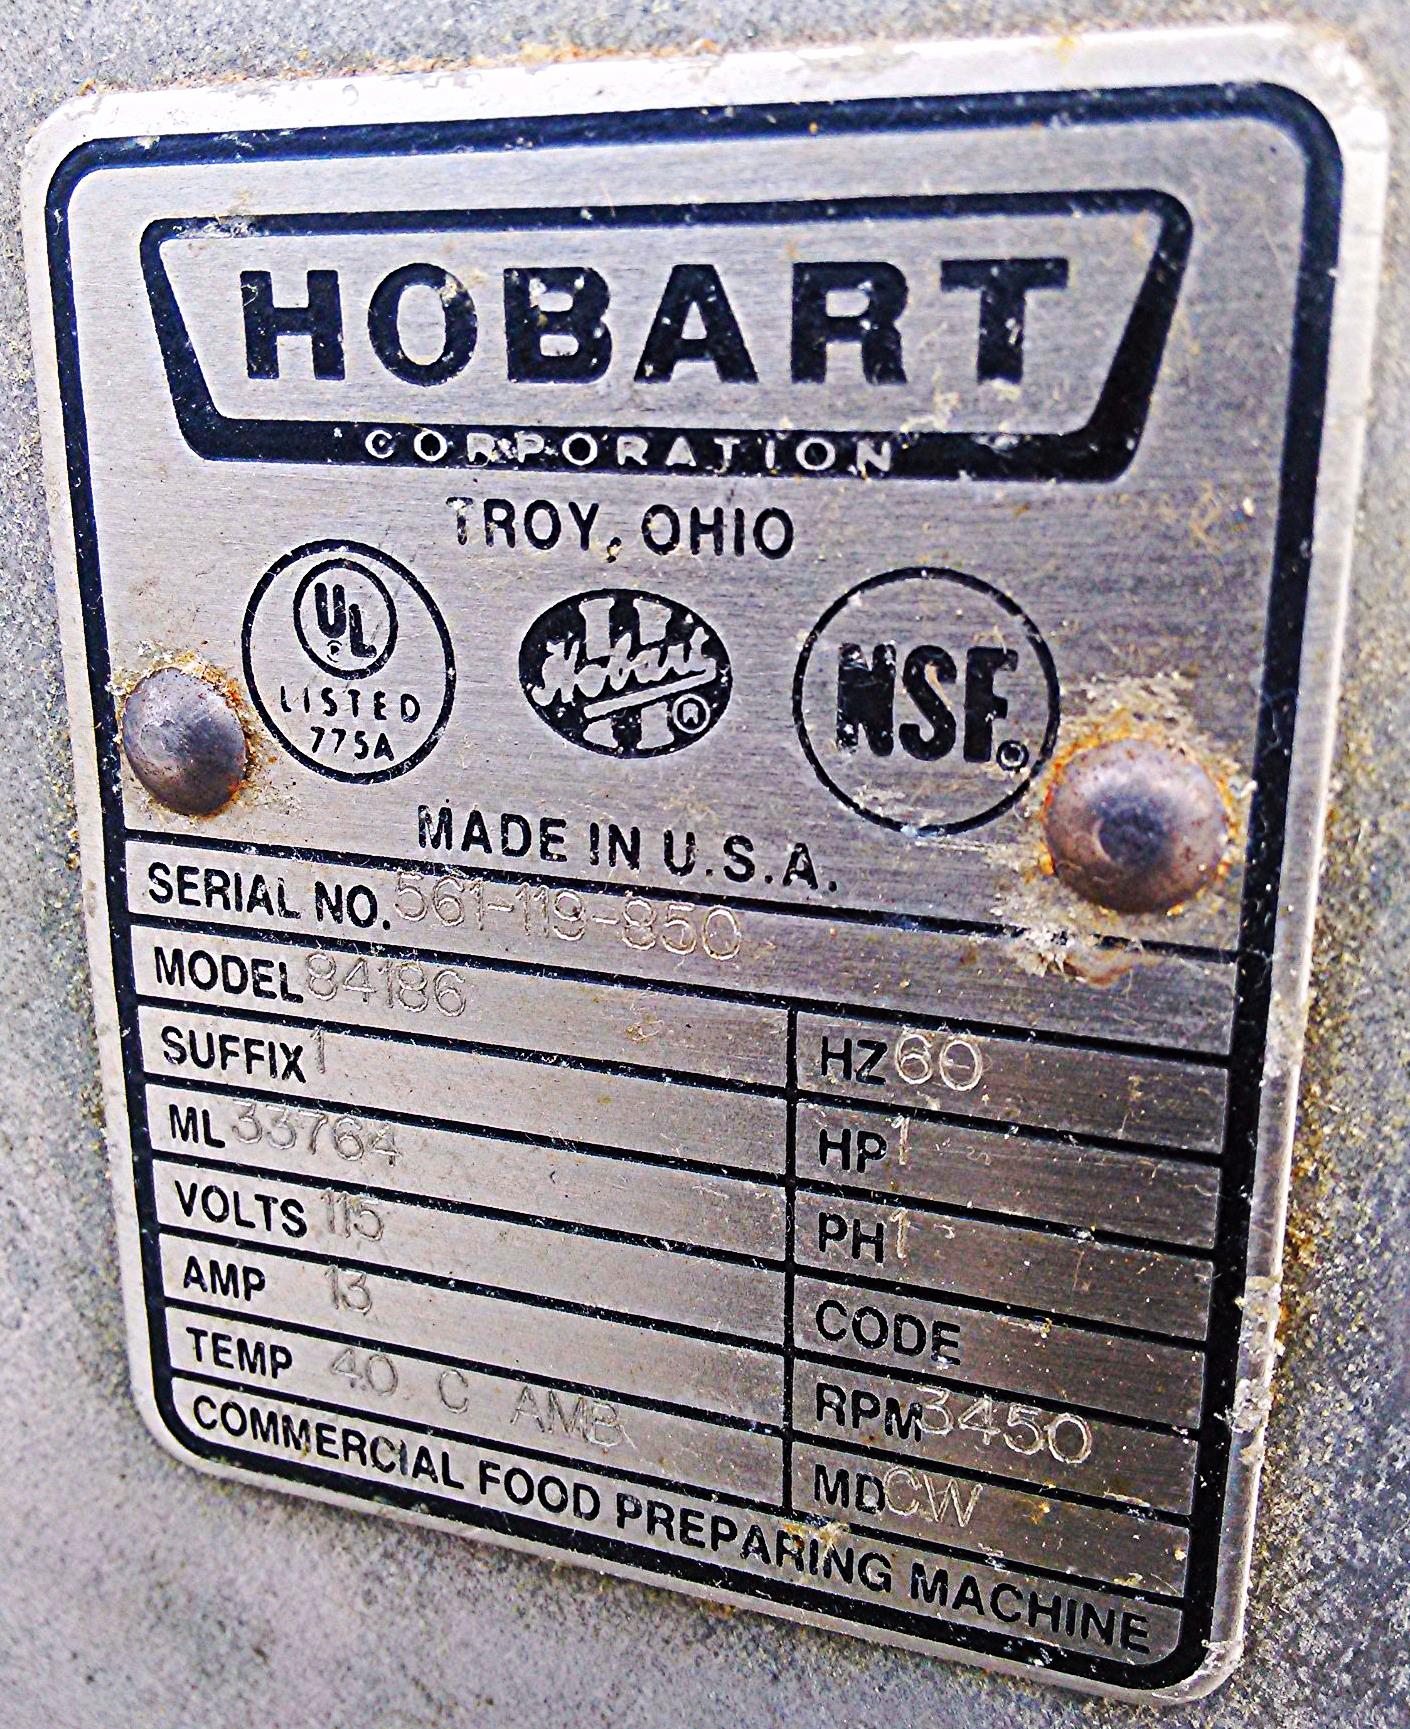 HOBART
CORPORATION
TROY, OHIO
UL
LISTED
775A
Hobart
®
NSF®
MADE IN U.S.A.
SERIAL NO. 561-119-850
MODEL 84186
SUFFIX 1
HZ 60
ML 33764
HP 1
VOLTS 115
PH 1
AMP 13
CODE
TEMP 40 C AMB
RPM 3450
MD CW
COMMERCIAL FOOD PREPARING MACHINE